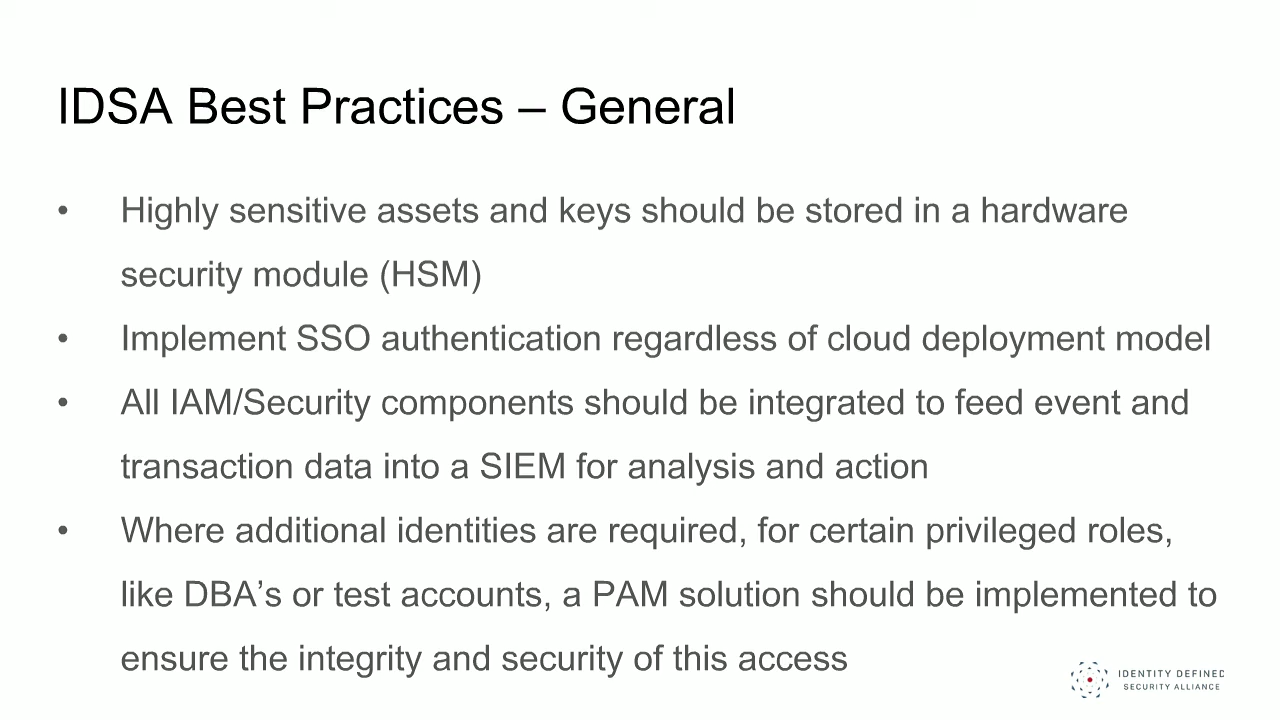 IDSA Best Practices – General
• Highly sensitive assets and keys should be stored in a hardware
security module (HSM)
• Implement SSO authentication regardless of cloud deployment model
• All IAM/Security components should be integrated to feed event and
transaction data into a SIEM for analysis and action
• Where additional identities are required, for certain privileged roles,
like DBA’s or test accounts, a PAM solution should be implemented to
ensure the integrity and security of this access
IDENTITY DEFINED
SECURITY ALLIANCE